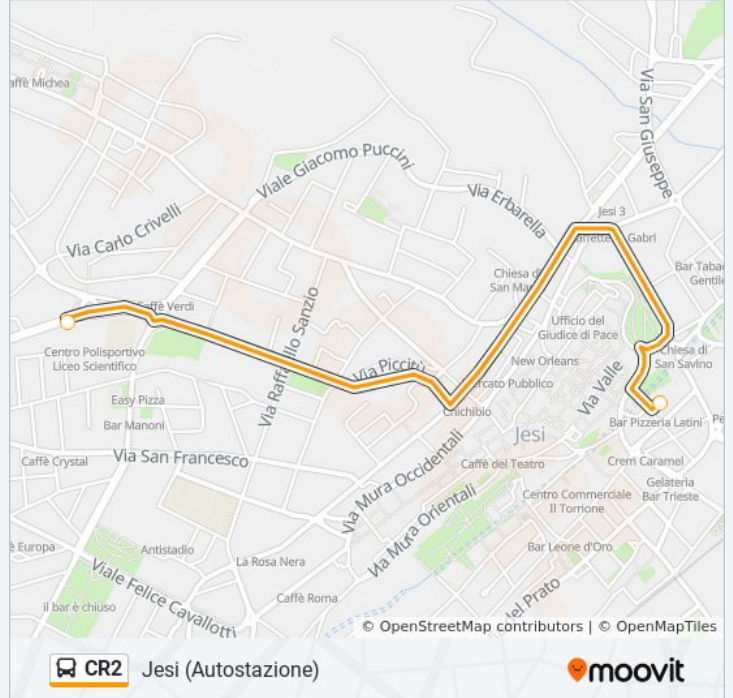 affè Michea
Via San Giuseppe
Viale Giacomo Puccini
Via Erbarella
Via Carlo Crivelli
Jesi 3
Gabri
Bar Tabac
Gentile
Chiesa di
San Mar
Caffè Verdi
Ufficio del
Giudice di Pace
Via Raffaello Sanzio
Centro Polisportivo
Liceo Scientifico
New Orleans
Chiesa di
San Savino
Via Piccitù
Mercato Pubblico
Via Valle
Easy Pizza
Chichibio
Bar Manoni
Bar Pizzeria Latini
Pe
Jesi
Caffè Crystal
Via San Francesco
Caffè del Teatro
Crem Caramel
Via Mura Occidentali
Gelateria
Bar Trieste
Via Mura Orientali
Centro Commerciale
Il Torrione
è Europa
Antistadio
La Rosa Nera
Bar Leone d'Oro
Viale Felice Cavallotti
Caffè Roma
del Prato
il bar è chiuso
© OpenStreetMap contributors | © OpenMapTiles
CR2 Jesi (Autostazione)
moovit